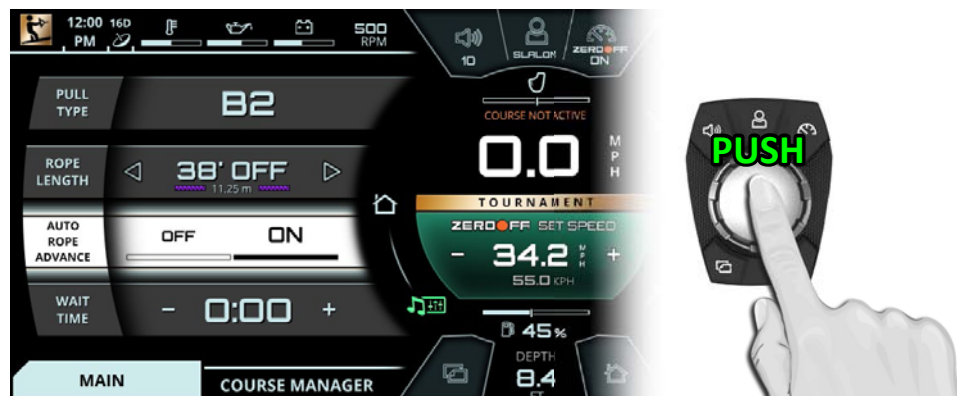 12:00 16D
PM
500
RPM
10
SLALOM
ZEROOFF
ON
PULL
TYPE
B2
COURSE NOT ACTIVE
0.0
MPH
ROPE
LENGTH
38' OFF
11.25 m
TOURNAMENT
AUTO
ROPE
ADVANCE
OFF ON
ZEROOFF SET SPEED
- 34.2 MPH +
55.0 KPH
WAIT
TIME
- 0:00 +
45%
DEPTH
8.4
FT
MAIN
COURSE MANAGER
PUSH